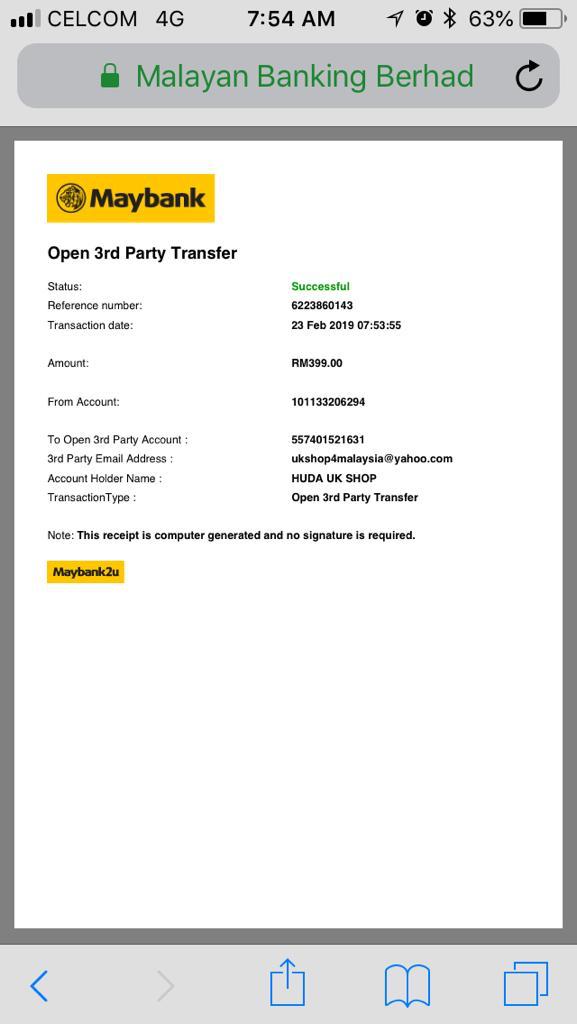 CELCOM 4G 7:54 AM 63%
Malayan Banking Berhad
Maybank
Open 3rd Party Transfer
Status: Successful
Reference number: 6223860143
Transaction date: 23 Feb 2019 07:53:55
Amount: RM399.00
From Account: 101133206294
To Open 3rd Party Account : 557401521631
3rd Party Email Address : ukshop4malaysia@yahoo.com
Account Holder Name : HUDA UK SHOP
TransactionType : Open 3rd Party Transfer
Note: This receipt is computer generated and no signature is required.
Maybank2u